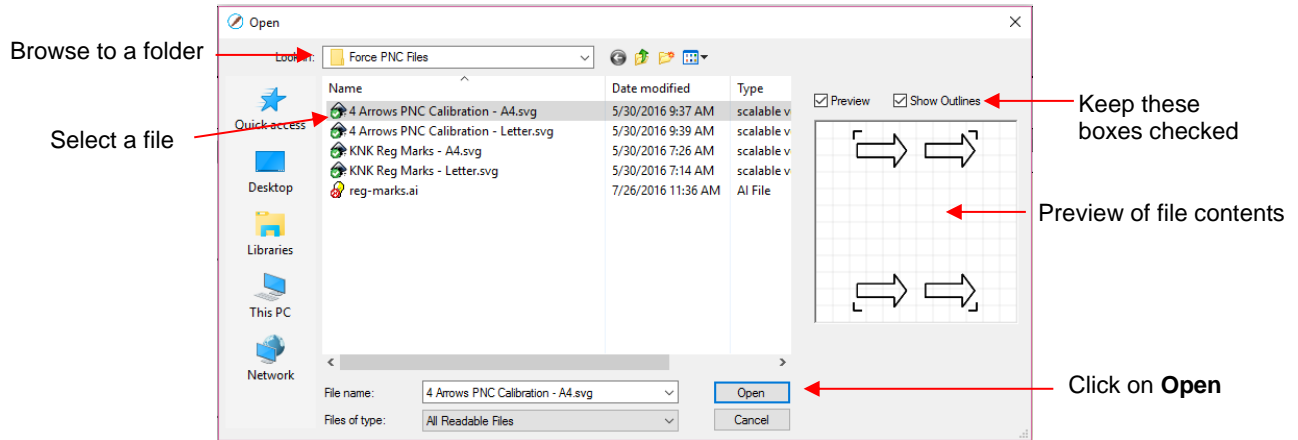 Open
Browse to a folder
Look in:
Force PNC Files
Name
Date modified
Type
Preview
Show Outlines
Keep these
boxes checked
4 Arrows PNC Calibration - A4.svg
5/30/2016 9:37 AM
scalable v
Quick access
Select a file
4 Arrows PNC Calibration - Letter.svg
5/30/2016 9:39 AM
scalable v
KNK Reg Marks - A4.svg
5/30/2016 7:26 AM
scalable v
KNK Reg Marks - Letter.svg
5/30/2016 7:14 AM
scalable v
Desktop
reg-marks.ai
7/26/2016 11:36 AM
AI File
Preview of file contents
Libraries
This PC
Network
File name:
4 Arrows PNC Calibration - A4.svg
Open
Click on Open
Files of type:
All Readable Files
Cancel